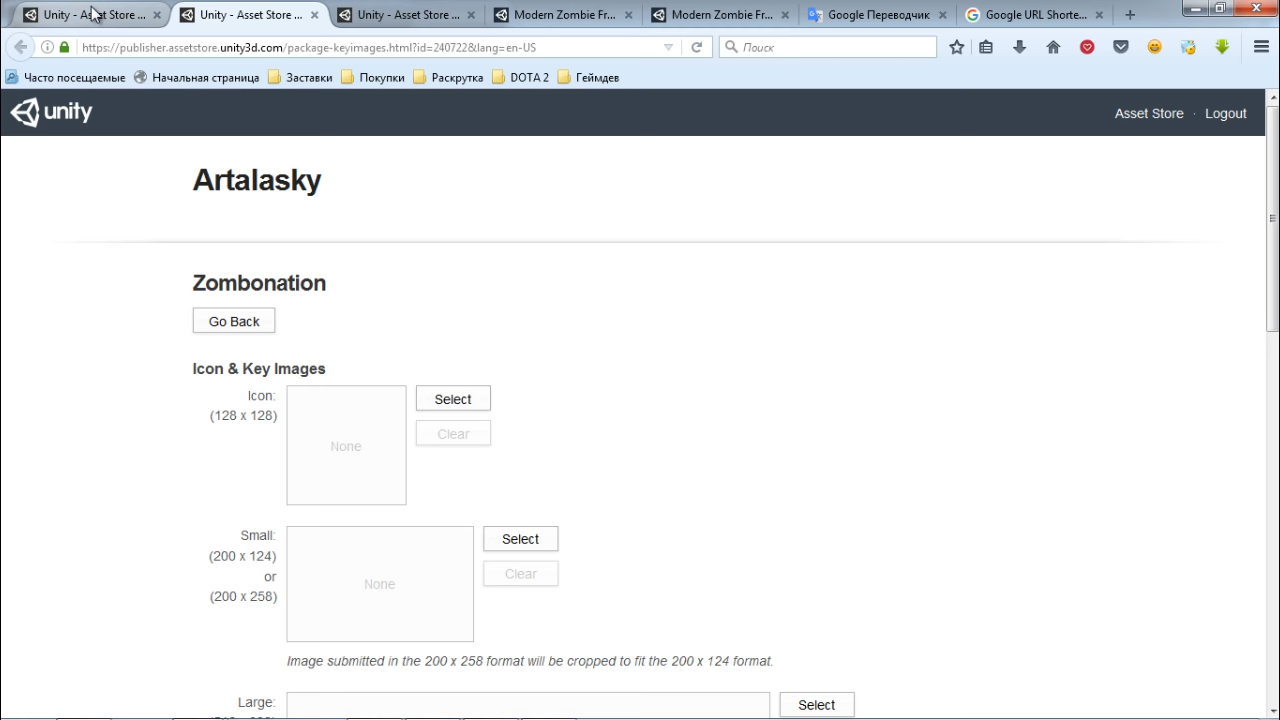 Unity - Asset Store ...
Unity - Asset Store ...
Unity - Asset Store ...
Modern Zombie Fr...
Modern Zombie Fr...
Google Переводчик
Google URL Shorte...
https://publisher.assetstore.unity3d.com/package-keyimages.html?id=240722&lang=en-US
Поиск
Часто посещаемые
Начальная страница
Заставки
Покупки
Раскрутка
DOTA 2
Геймдев
unity
Asset Store · Logout
Artalasky
Zombonation
Go Back
Icon & Key Images
Icon:
(128 x 128)
None
Select
Clear
Small:
(200 x 124)
or
(200 x 258)
None
Select
Clear
Image submitted in the 200 x 258 format will be cropped to fit the 200 x 124 format.
Large:
Select